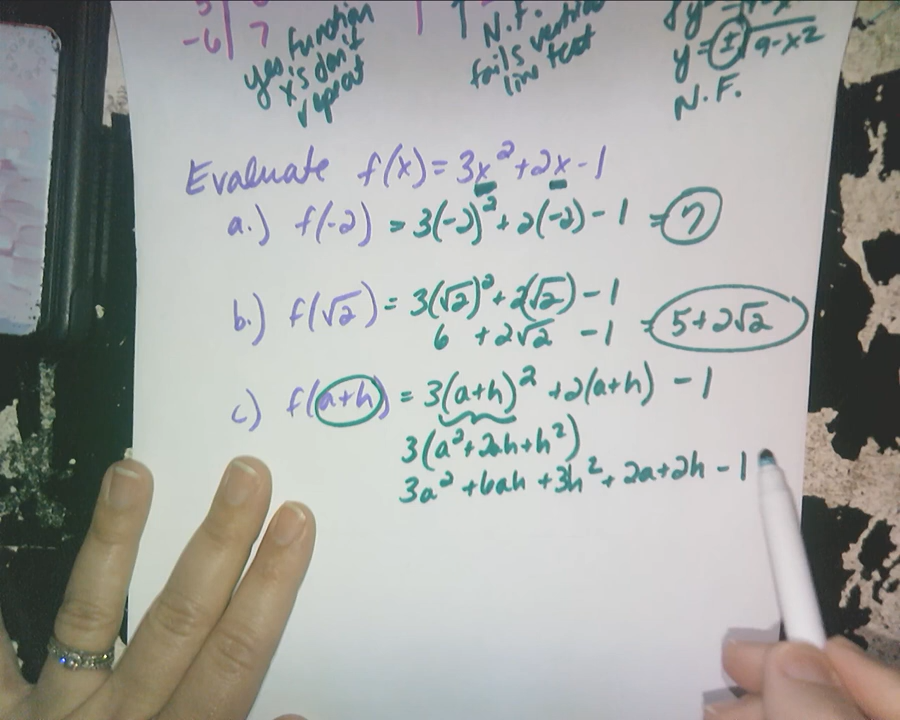 -6 | 7
yes function
x's don't
repeat
N.F.
fails vertical
line test
y = ±√9-x²
N.F.
Evaluate f(x) = 3x² + 2x - 1
a.) f(-2) = 3(-2)² + 2(-2) - 1 = 7
b.) f(√2) = 3(√2)² + 2(√2) - 1
6 + 2√2 - 1 = 5 + 2√2
c.) f(a+h) = 3(a+h)² + 2(a+h) - 1
3(a² + 2ah + h²)
3a² + 6ah + 3h² + 2a + 2h - 1